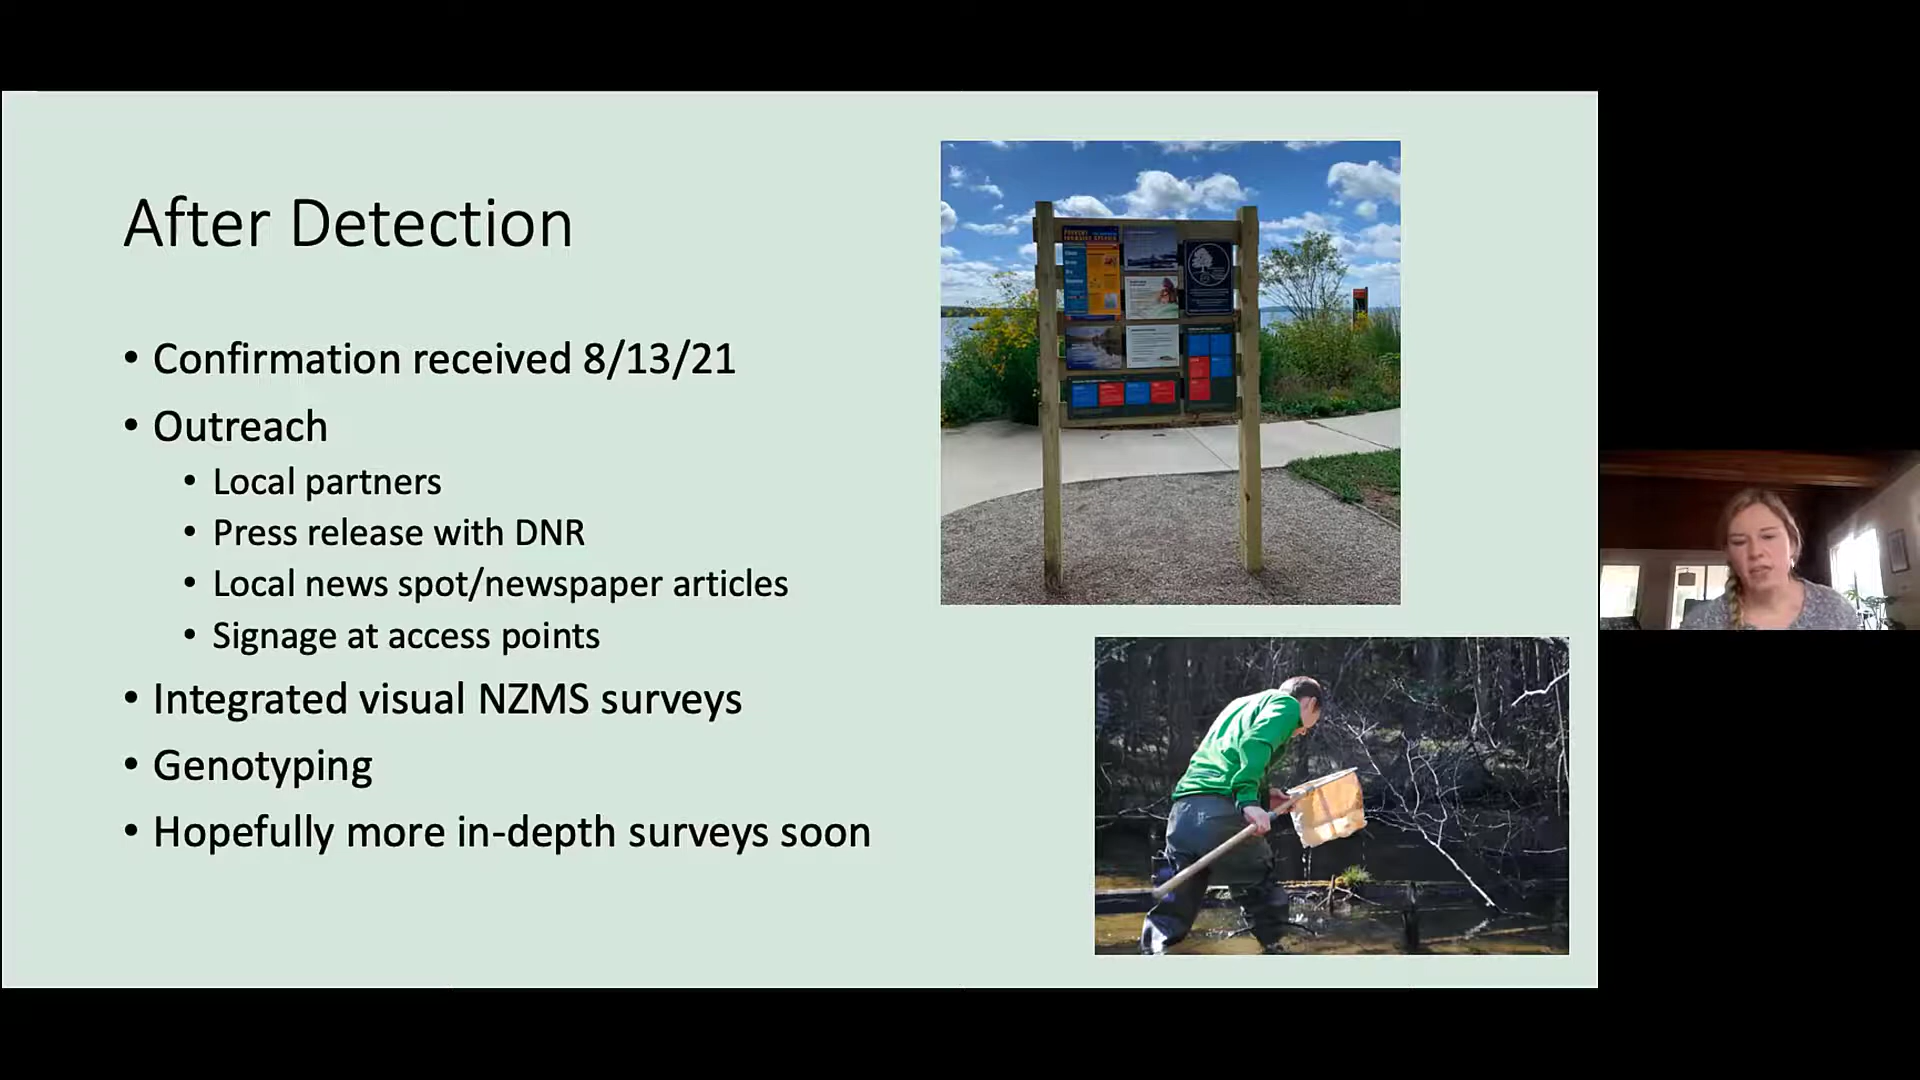 After Detection
• Confirmation received 8/13/21
• Outreach
• Local partners
• Press release with DNR
• Local news spot/newspaper articles
• Signage at access points
• Integrated visual NZMS surveys
• Genotyping
• Hopefully more in-depth surveys soon